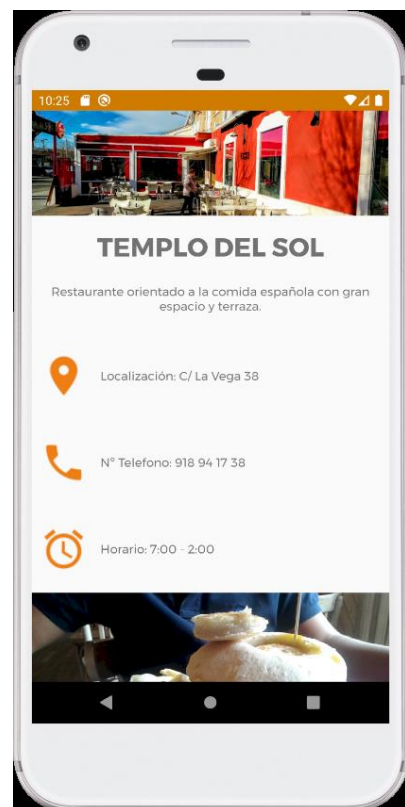 10:25
TEMPLO DEL SOL
Restaurante orientado a la comida española con gran
espacio y terraza.
Localización: C/ La Vega 38
Nº Telefono: 918 94 17 38
Horario: 7:00 - 2:00